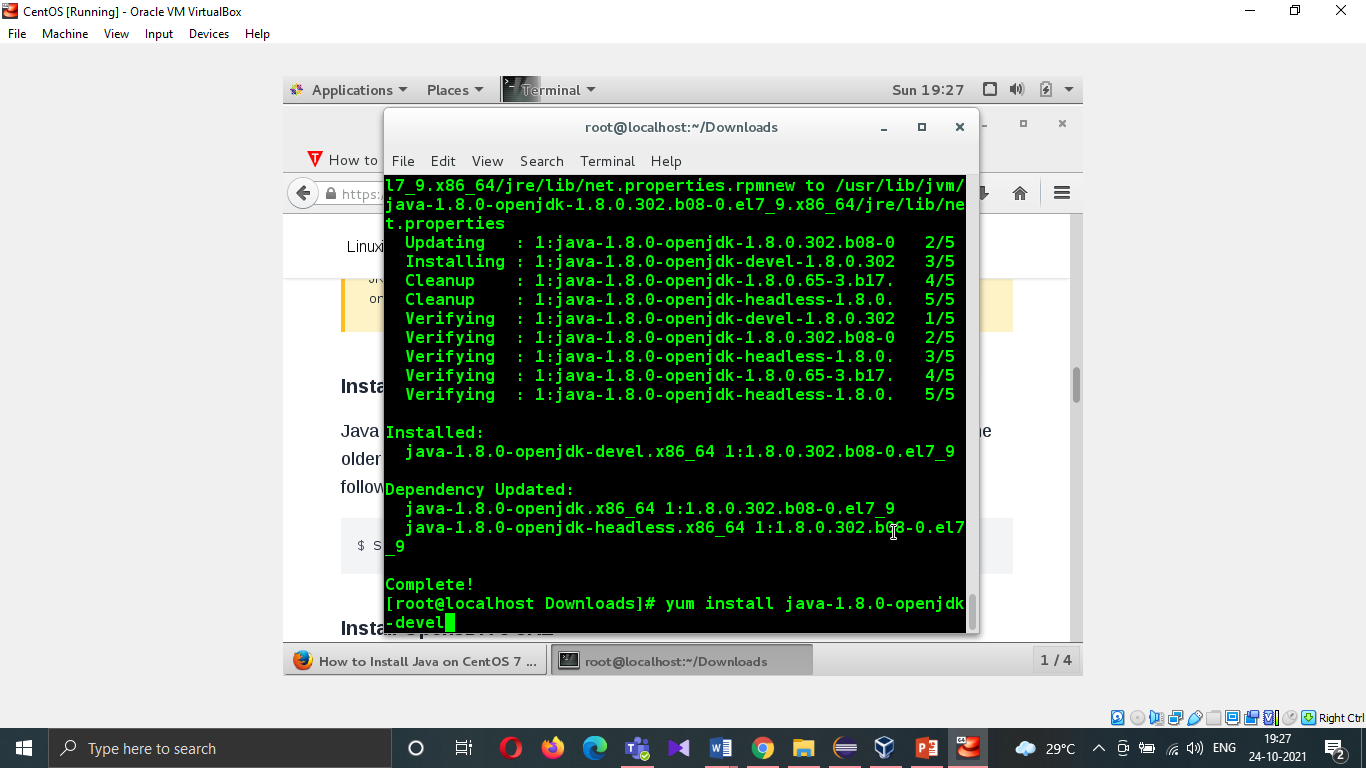 CentOS [Running] - Oracle VM VirtualBox
File Machine View Input Devices Help
Applications Places Terminal Sun 19:27
root@localhost:~/Downloads
How to
File Edit View Search Terminal Help
https:
l7_9.x86_64/jre/lib/net.properties.rpmnew to /usr/lib/jvm/
java-1.8.0-openjdk-1.8.0.302.b08-0.el7_9.x86_64/jre/lib/ne
t.properties
Updating : 1:java-1.8.0-openjdk-1.8.0.302.b08-0 2/5
Installing : 1:java-1.8.0-openjdk-devel-1.8.0.302 3/5
Cleanup : 1:java-1.8.0-openjdk-1.8.0.65-3.b17. 4/5
Cleanup : 1:java-1.8.0-openjdk-headless-1.8.0. 5/5
Verifying : 1:java-1.8.0-openjdk-devel-1.8.0.302 1/5
Verifying : 1:java-1.8.0-openjdk-1.8.0.302.b08-0 2/5
Verifying : 1:java-1.8.0-openjdk-headless-1.8.0. 3/5
Verifying : 1:java-1.8.0-openjdk-1.8.0.65-3.b17. 4/5
Verifying : 1:java-1.8.0-openjdk-headless-1.8.0. 5/5
Installed:
java-1.8.0-openjdk-devel.x86_64 1:1.8.0.302.b08-0.el7_9
Dependency Updated:
java-1.8.0-openjdk.x86_64 1:1.8.0.302.b08-0.el7_9
java-1.8.0-openjdk-headless.x86_64 1:1.8.0.302.b08-0.el7
_9
Complete!
[root@localhost Downloads]# yum install java-1.8.0-openjdk
-devel
Linuxi
on
Insta
Java
older
follow
$ s
How to Install Java on CentOS 7 ...
root@localhost:~/Downloads
1 / 4
Right Ctrl
Type here to search
29°C
ENG
19:27
24-10-2021
2